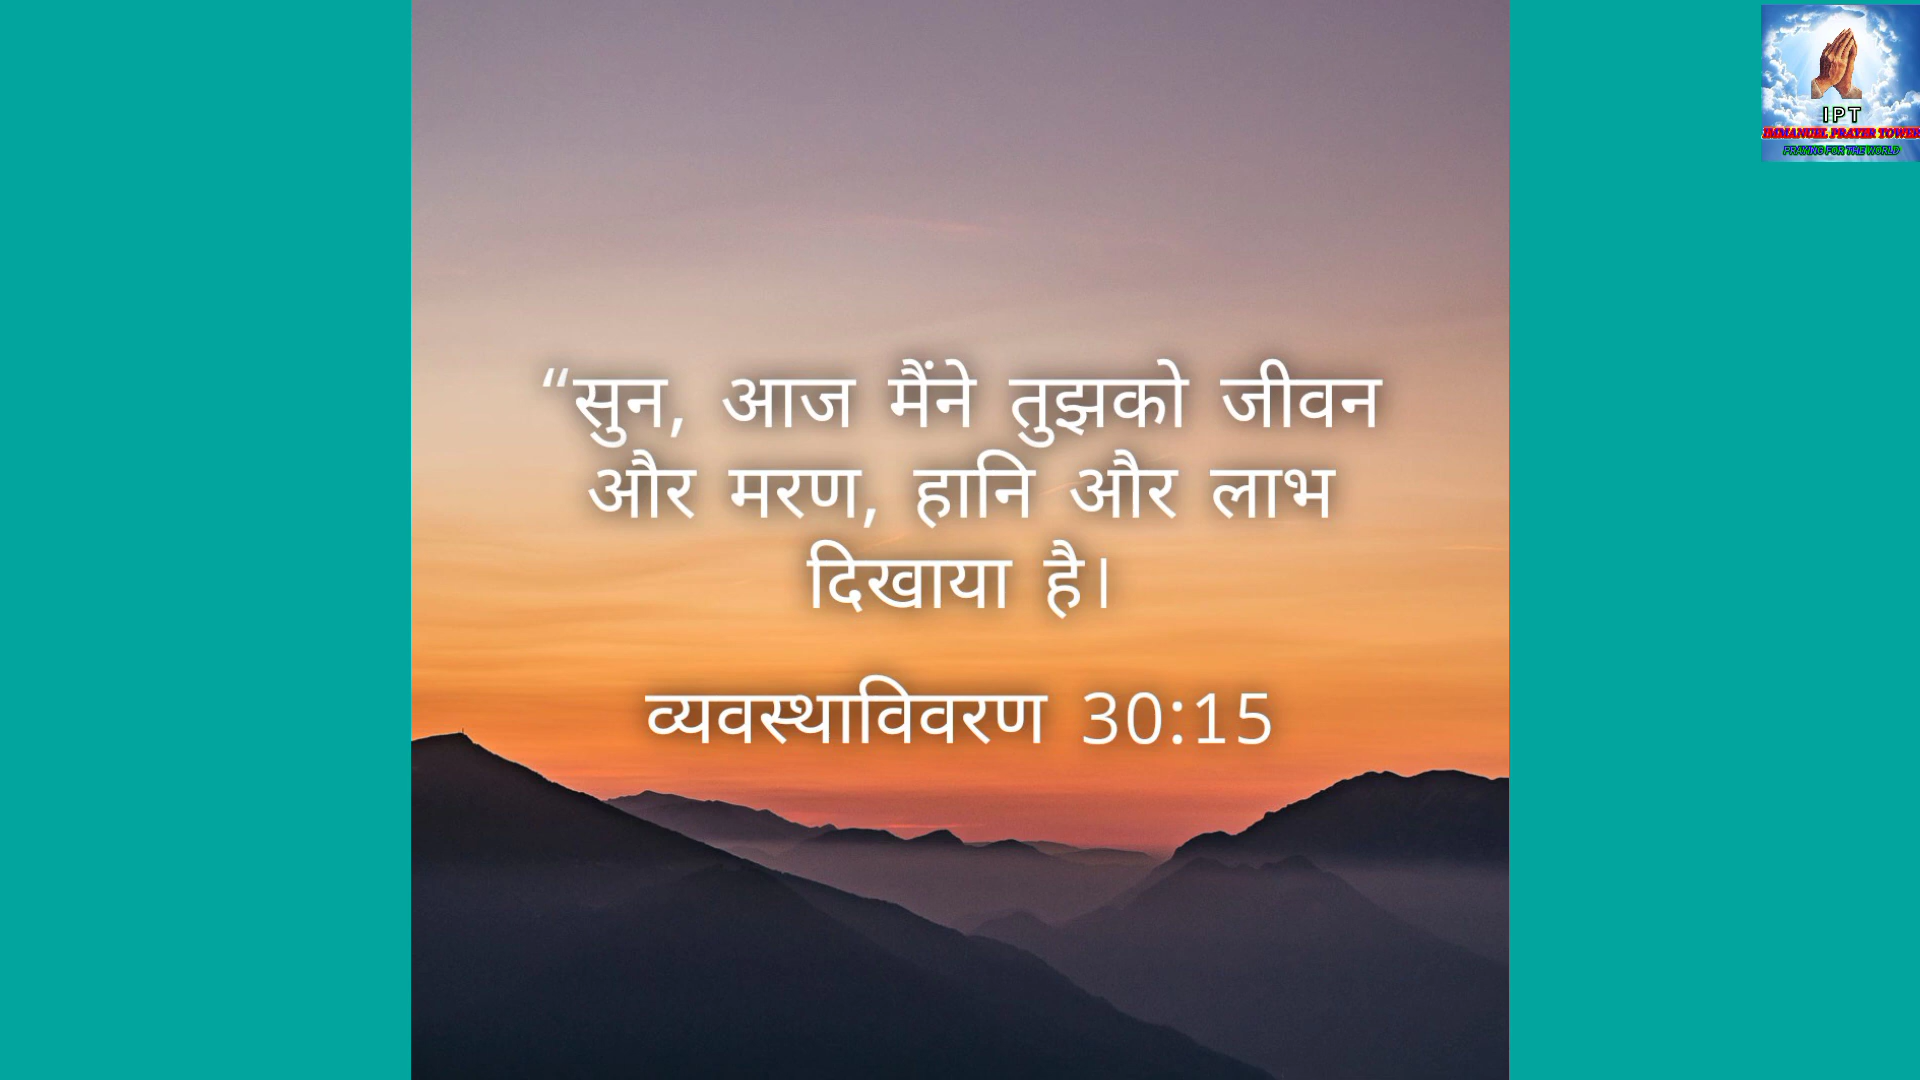 “सुन, आज मैंने तुझको जीवन
और मरण, हानि और लाभ
दिखाया है।
व्यवस्थाविवरण 30:15
IPT
IMMANUEL PRAYER TOWER
PRAYING FOR THE WORLD